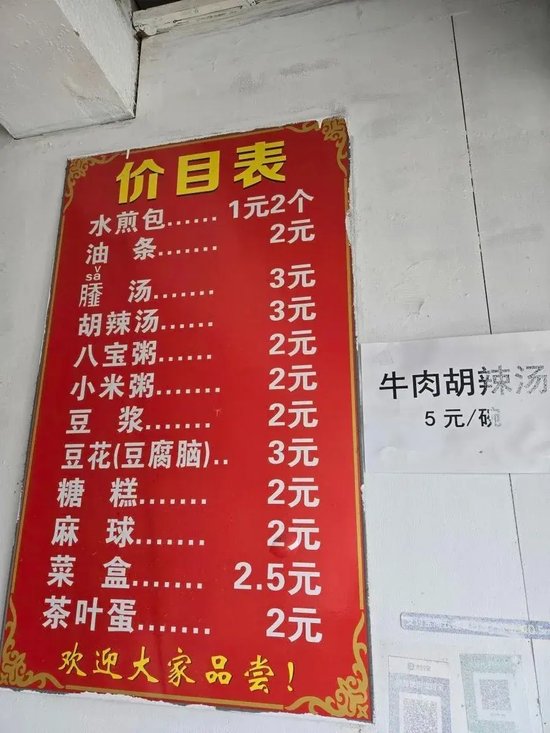 价目表
水煎包...... 1元2个
油 条...... 2元
sǎ
䐹 汤...... 3元
胡辣汤...... 3元
八宝粥...... 2元
小米粥...... 2元
豆 浆...... 2元
豆花(豆腐脑).. 3元
糖 糕....... 2元
麻 球....... 2元
菜 盒....... 2.5元
茶叶蛋....... 2元
欢迎大家品尝!
牛肉胡辣汤
5元/碗